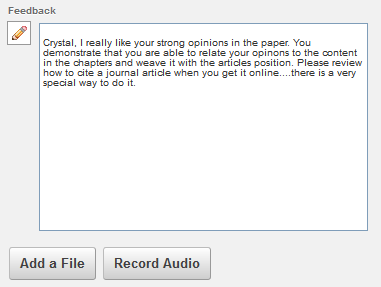 Feedback
Crystal, I really like your strong opinions in the paper. You
demonstrate that you are able to relate your opinons to the content
in the chapters and weave it with the articles position. Please review
how to cite a journal article when you get it online....there is a very
special way to do it.
Add a File
Record Audio